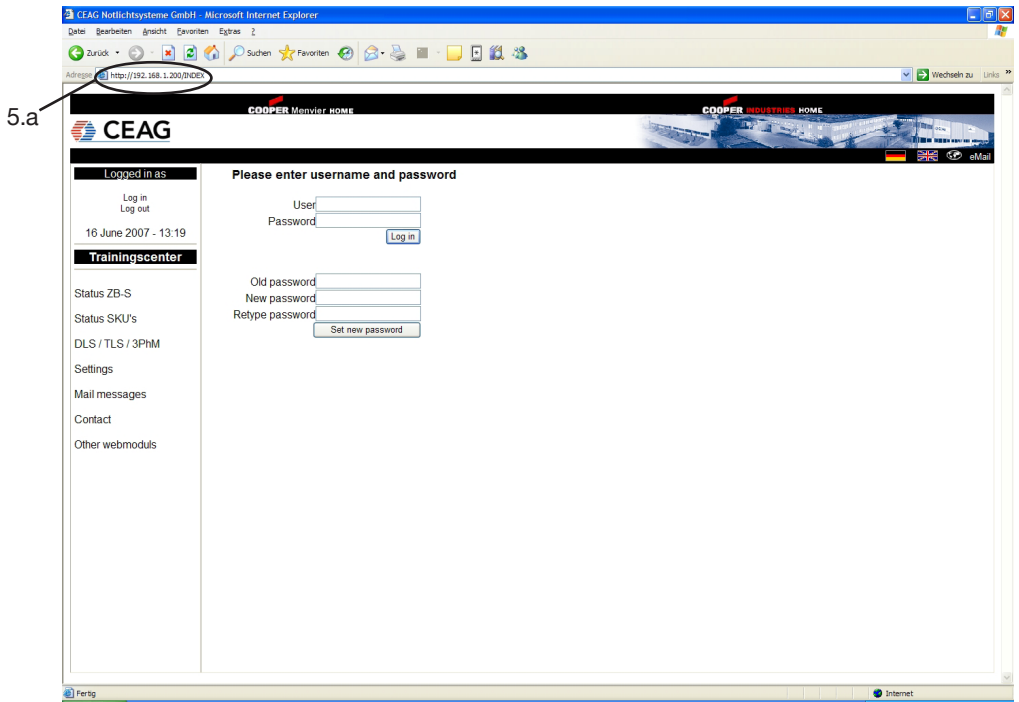 CEAG Notlichtsysteme GmbH - Microsoft Internet Explorer
Datei Bearbeiten Ansicht Favoriten Extras ?
Zurück Suchen Favoriten
Adresse http://192.168.1.200/INDEX Wechseln zu Links »
5.a
COOPER Menvier HOME COOPER INDUSTRIES HOME
CEAG
eMail
Logged in as
Log in
Log out
16 June 2007 - 13:19
Trainingscenter
Status ZB-S
Status SKU's
DLS / TLS / 3PhM
Settings
Mail messages
Contact
Other webmoduls
Please enter username and password
User
Password
Log in
Old password
New password
Retype password
Set new password
Fertig Internet